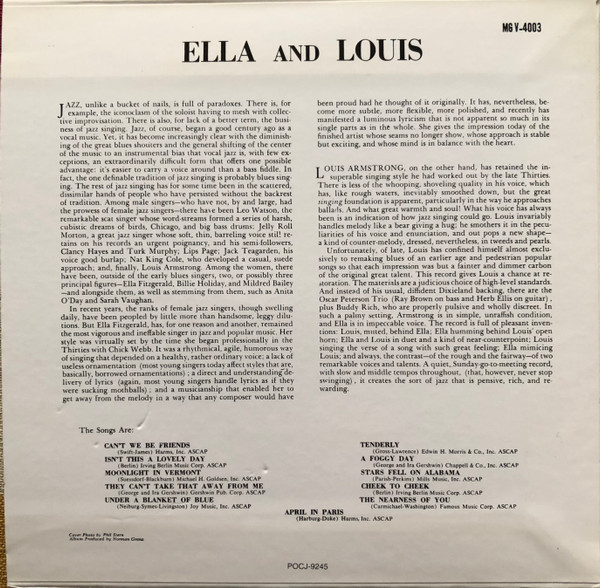 MG V-4003
ELLA AND LOUIS
JAZZ, unlike a bucket of nails, is full of paradoxes. There is, for
example, the iconoclasm of the soloist having to mesh with collec-
tive improvisation. There is also, for lack of a better term, the busi-
ness of jazz singing. Jazz, of course, began a good century ago as a
vocal music. Yet, it has become increasingly clear with the diminish-
ing of the great blues shouters and the general shifting of the center
of the music to an instrumental bias that vocal jazz is, with few ex-
ceptions, an extraordinarily difficult form that offers one possible
advantage: it's easier to carry a voice around than a bass fiddle. In
fact, the one definable tradition of jazz singing is probably blues sing-
ing. The rest of jazz singing has for some time been in the scattered,
dissimilar hands of people who have persisted without the backrest
of tradition. Among male singers—who have not, by and large, had
the prowess of female jazz singers—there have been Leo Watson, the
remarkable scat singer whose word-streams formed a series of harsh,
cubistic dreams of birds, Chicago, and big bass drums; Jelly Roll
Morton, a great jazz singer whose soft, thin, barreling voice still re-
tains on his records an urgent poignancy, and his semi-followers,
Clancy Hayes and Turk Murphy; Lips Page; Jack Teagarden, his
voice good burlap; Nat King Cole, who developed a casual, suede
approach; and, finally, Louis Armstrong. Among the women, there
have been, outside of the early blues singers, two, or possibly three
principal figures—Ella Fitzgerald, Billie Holiday, and Mildred Bailey
—and alongside them, as well as stemming from them, such as Anita
O'Day and Sarah Vaughan.
In recent years, the ranks of female jazz singers, though swelling
daily, have been peopled by little more than handsome, leggy dilu-
tions. But Ella Fitzgerald, has, for one reason and another, remained
the most vigorous and ineffable singer in jazz and popular music. Her
style was virtually set by the time she began professionally in the
Thirties with Chick Webb. It was a rhythmical, agile, humorous way
of singing that depended on a healthy, rather ordinary voice; a lack of
useless ornamentation (most young singers today affect styles that are,
basically, borrowed ornamentations); a direct and understanding de-
livery of lyrics (again, most young singers handle lyrics as if they
were sucking mothballs); and a musicianship that enabled her to
get away from the melody in a way that any composer would have
been proud had he thought of it originally. It has, nevertheless, be-
come more subtle, more flexible, more polished, and recently has
manifested a luminous lyricism that is not apparent so much in its
single parts as in the whole. She gives the impression today of the
finished artist whose seams no longer show, whose approach is stable
but exciting, and whose mind is in balance with the heart.
LOUIS ARMSTRONG, on the other hand, has retained the in-
superable singing style he had worked out by the late Thirties.
There is less of the whooping, shoveling quality in his voice, which
has, like rough waters, inevitably smoothed down, but the great
singing foundation is apparent, particularly in the way he approaches
ballads. And what great warmth and soul! What his voice has always
been is an indication of how jazz singing could go. Louis invariably
handles melody like a bear giving a hug; he smothers it in the pecu-
liarities of his voice and enunciation, and out pops a new shape—
a kind of counter-melody, dressed, nevertheless, in tweeds and pearls.
Unfortunately, of late, Louis has confined himself almost exclu-
sively to remaking blues of an earlier age and pedestrian popular
songs so that each impression was but a fainter and dimmer carbon
of the original great talent. This record gives Louis a chance at re-
storation. The materials are a judicious choice of high-level standards.
And instead of his usual, diffident Dixieland backing, there are the
Oscar Peterson Trio (Ray Brown on bass and Herb Ellis on guitar),
plus Buddy Rich, who are properly pulsive and wholly discreet. In
such a palmy setting, Armstrong is in simple, unraffish condition,
and Ella is in impeccable voice. The record is full of pleasant inven-
tions: Louis, muted, behind Ella; Ella humming behind Louis' open
horn; Ella and Louis in duet and a kind of near-counterpoint; Louis
singing the verse of a song with such great feeling; Ella mimicking
Louis; and always, the contrast—of the rough and the fairway—of two
remarkable voices and talents. A quiet, Sunday-go-to-meeting record,
with slow and middle tempos throughout, (that, however, never stop
swinging), it creates the sort of jazz that is pensive, rich, and re-
warding.
The Songs Are:
CAN'T WE BE FRIENDS
(Swift-James) Harms, Inc. ASCAP
ISN'T THIS A LOVELY DAY
(Berlin) Irving Berlin Music Corp. ASCAP
MOONLIGHT IN VERMONT
(Suessdorf-Blackburn) Michael H. Goldsen, Inc. ASCAP
THEY CAN'T TAKE THAT AWAY FROM ME
(George and Ira Gershwin) Gershwin Pub. Corp. ASCAP
UNDER A BLANKET OF BLUE
(Neiburg-Symes-Livingston) Joy Music, Inc. ASCAP
TENDERLY
(Gross-Lawrence) Edwin H. Morris & Co., Inc. ASCAP
A FOGGY DAY
(George and Ira Gershwin) Chappell & Co., Inc. ASCAP
STARS FELL ON ALABAMA
(Parish-Perkins) Mills Music, Inc. ASCAP
CHEEK TO CHEEK
(Berlin) Irving Berlin Music Corp. ASCAP
THE NEARNESS OF YOU
(Carmichael-Washington) Famous Music Corp. ASCAP
APRIL IN PARIS
(Harburg-Duke) Harms, Inc. ASCAP
Cover Photo by Phil Stern
Album Produced by Norman Granz
POCJ-9245